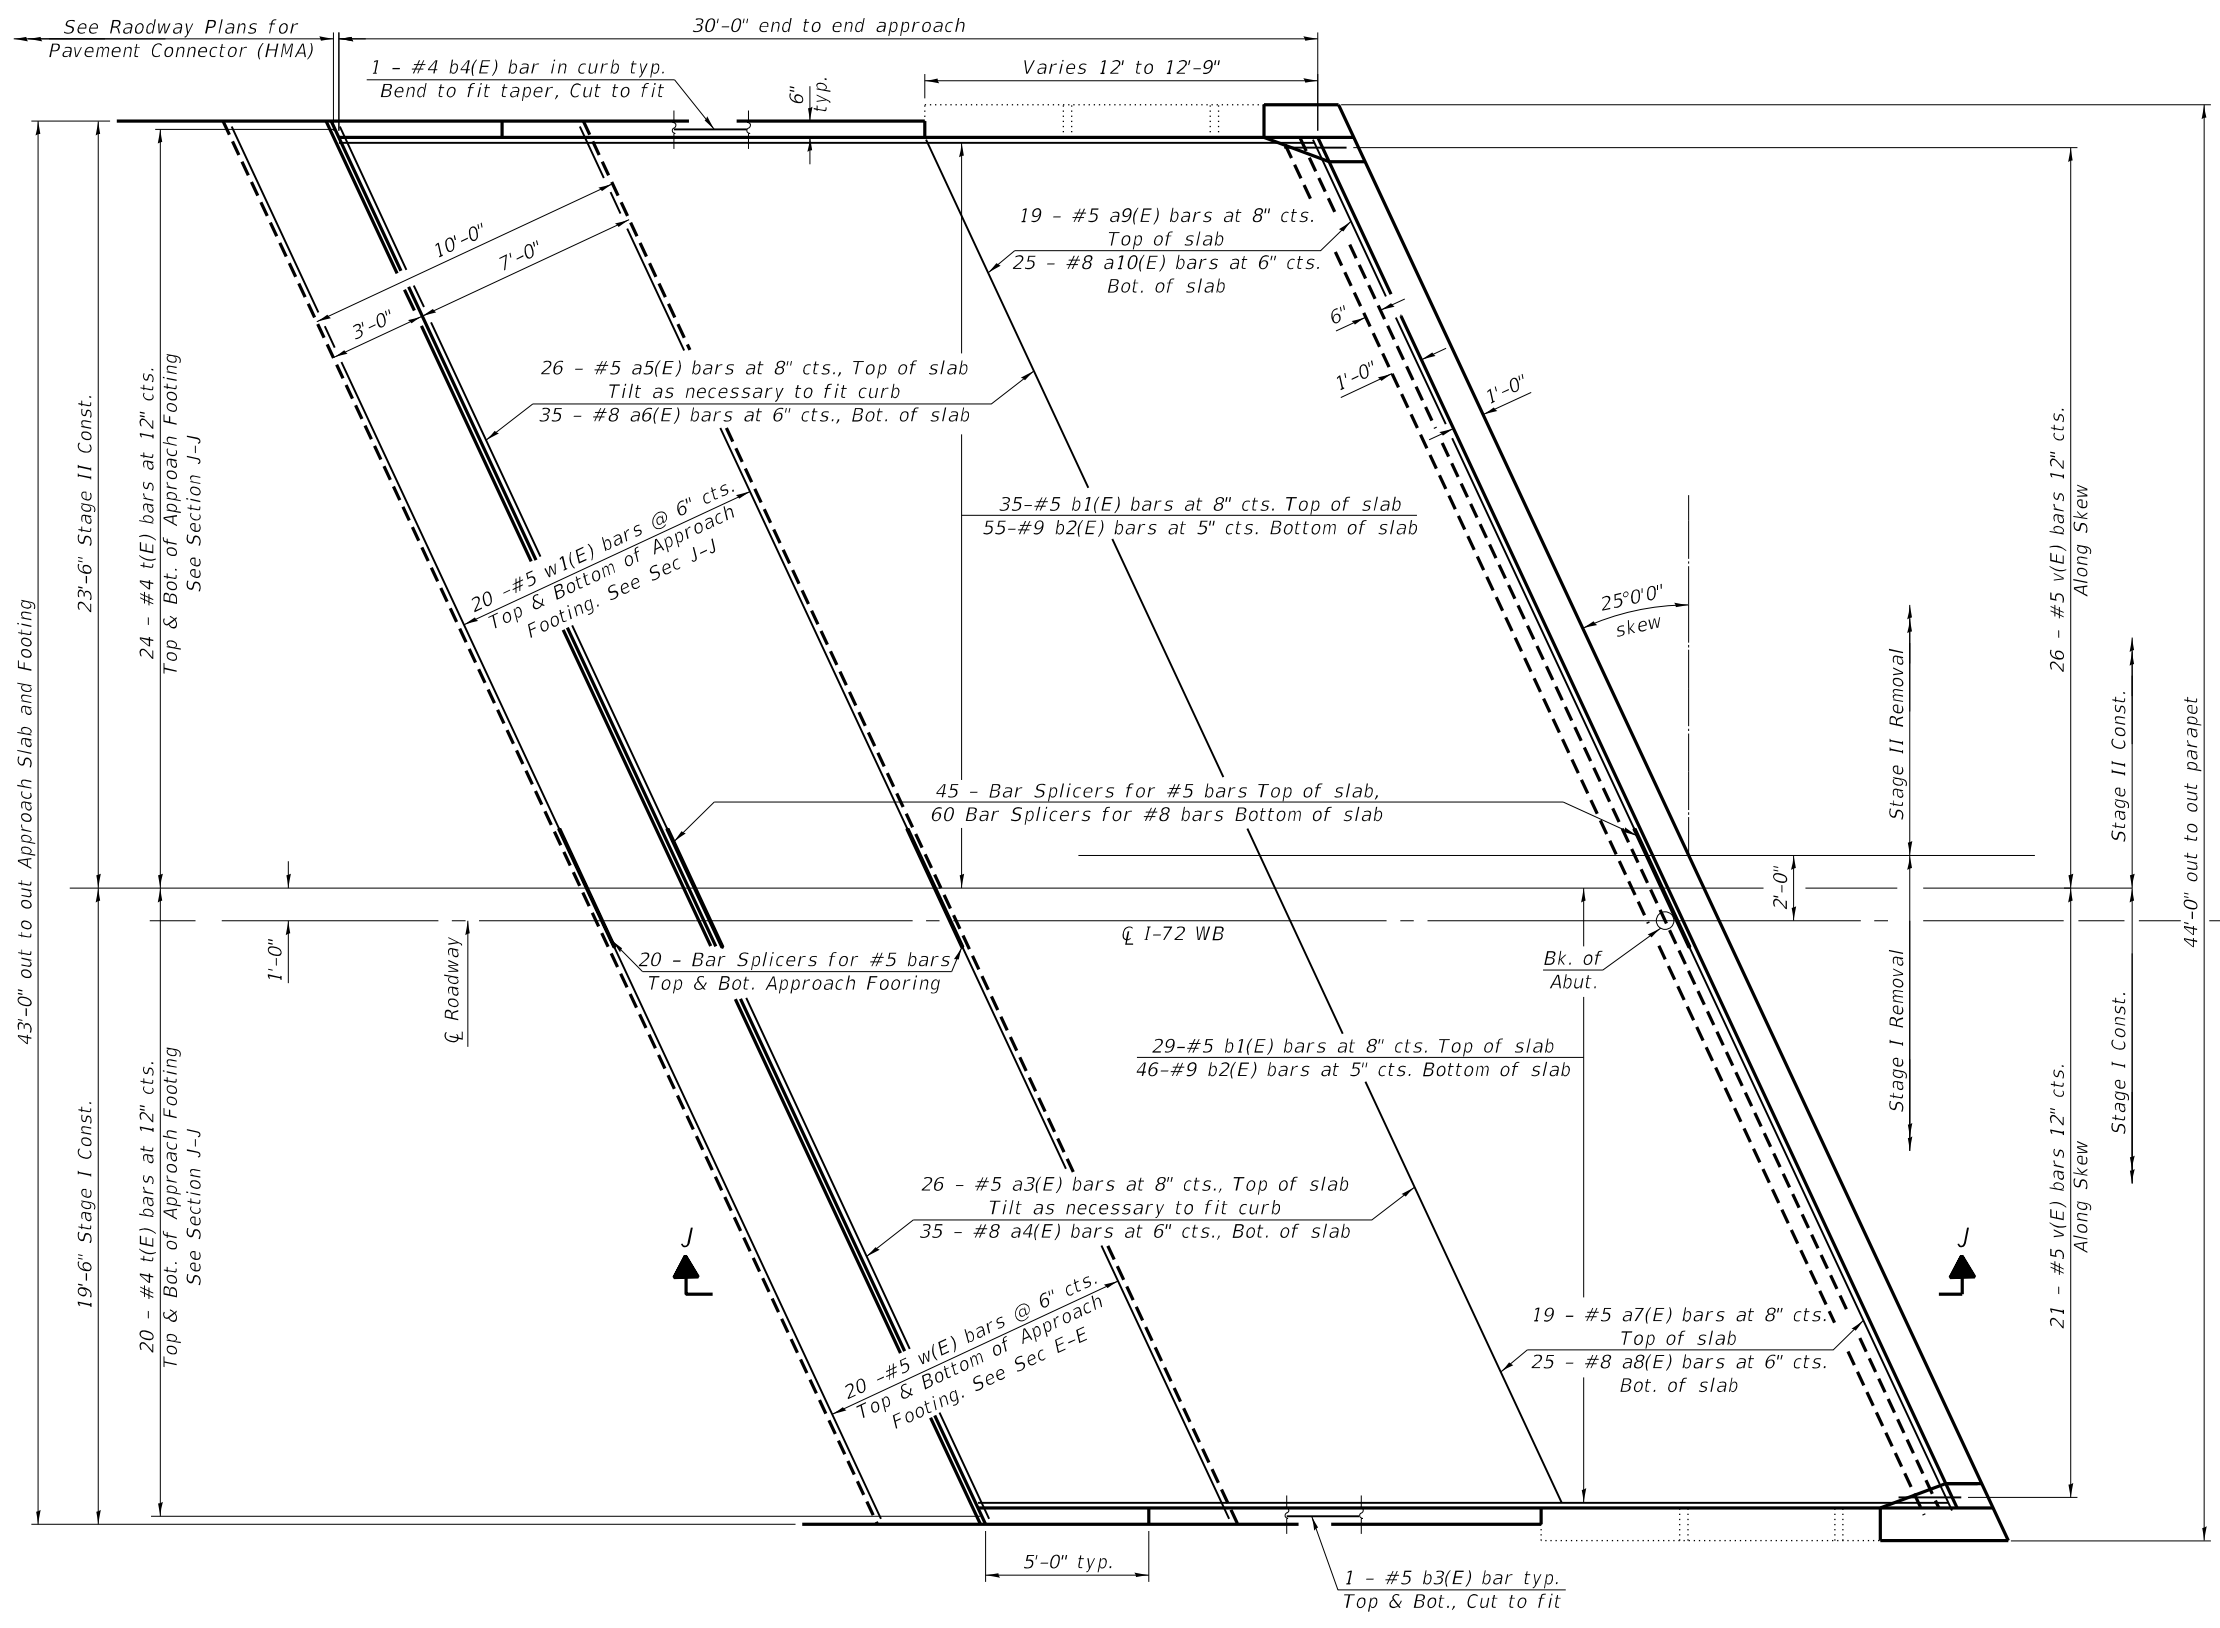 See Raodway Plans for
Pavement Connector (HMA)
30'-0" end to end approach
1 - #4 b4(E) bar in curb typ.
Bend to fit taper, Cut to fit
6"
typ.
Varies 12' to 12'-9"
10'-0"
7'-0"
3'-0"
19 - #5 a9(E) bars at 8" cts.
Top of slab
25 - #8 a10(E) bars at 6" cts.
Bot. of slab
6"
1'-0"
1'-0"
26 - #5 a5(E) bars at 8" cts., Top of slab
Tilt as necessary to fit curb
35 - #8 a6(E) bars at 6" cts., Bot. of slab
43'-0" out to out Approach Slab and Footing
23'-6" Stage II Const.
24 - #4 t(E) bars at 12" cts.
Top & Bot. of Approach Footing
See Section J-J
20 -#5 w1(E) bars @ 6" cts.
Top & Bottom of Approach
Footing. See Sec J-J
35-#5 b1(E) bars at 8" cts. Top of slab
55-#9 b2(E) bars at 5" cts. Bottom of slab
25°0'0"
skew
26 - #5 v(E) bars 12" cts.
Along Skew
Stage II Removal
Stage II Const.
44'-0" out to out parapet
45 - Bar Splicers for #5 bars Top of slab,
60 Bar Splicers for #8 bars Bottom of slab
2'-0"
1'-0"
℄ Roadway
℄ I-72 WB
20 - Bar Splicers for #5 bars
Top & Bot. Approach Fooring
Bk. of
Abut.
Stage I Removal
Stage I Const.
29-#5 b1(E) bars at 8" cts. Top of slab
46-#9 b2(E) bars at 5" cts. Bottom of slab
19'-6" Stage I Const.
20 - #4 t(E) bars at 12" cts.
Top & Bot. of Approach Footing
See Section J-J
21 - #5 v(E) bars 12" cts.
Along Skew
26 - #5 a3(E) bars at 8" cts., Top of slab
Tilt as necessary to fit curb
35 - #8 a4(E) bars at 6" cts., Bot. of slab
J
J
20 -#5 w(E) bars @ 6" cts.
Top & Bottom of Approach
Footing. See Sec E-E
19 - #5 a7(E) bars at 8" cts.
Top of slab
25 - #8 a8(E) bars at 6" cts.
Bot. of slab
5'-0" typ.
1 - #5 b3(E) bar typ.
Top & Bot., Cut to fit